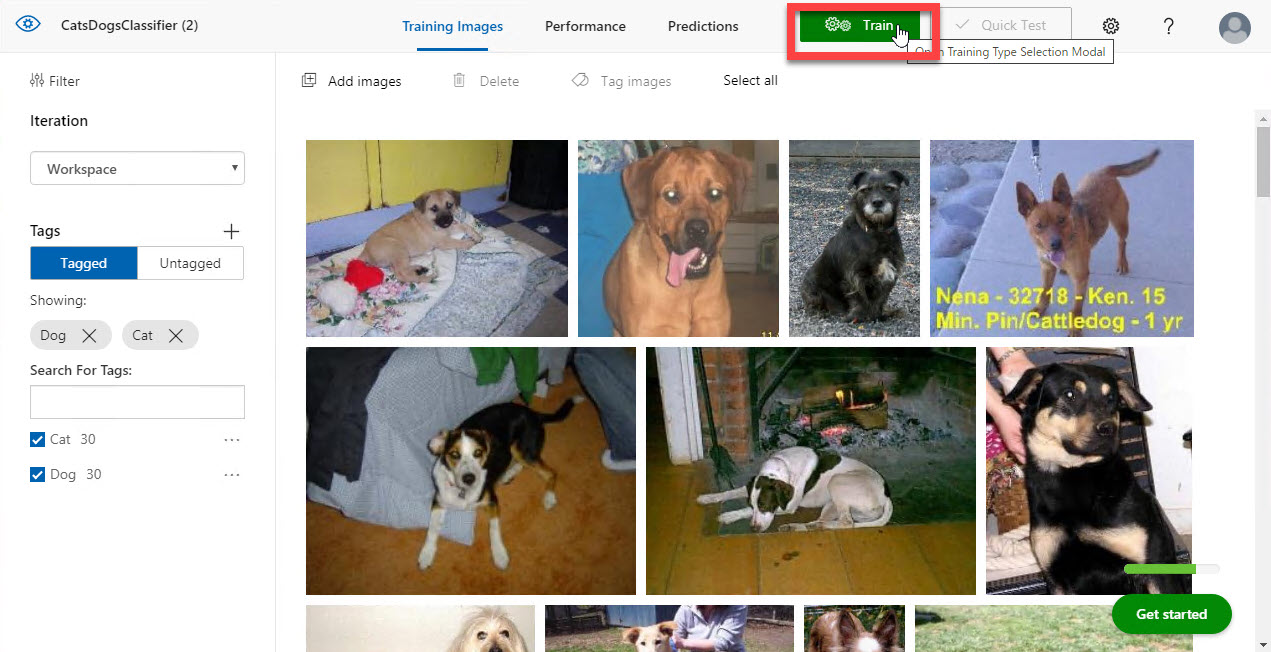 CatsDogsClassifier (2)
Training Images
Performance
Predictions
Train
Quick Test
?
Open Training Type Selection Modal
Filter
Add images
Delete
Tag images
Select all
Iteration
Workspace
Tags
Tagged
Untagged
Showing:
Dog
Cat
Search For Tags:
Cat 30
Dog 30
Nena - 32718 - Ken. 15
Min. Pin/Cattledog - 1 yr
Get started